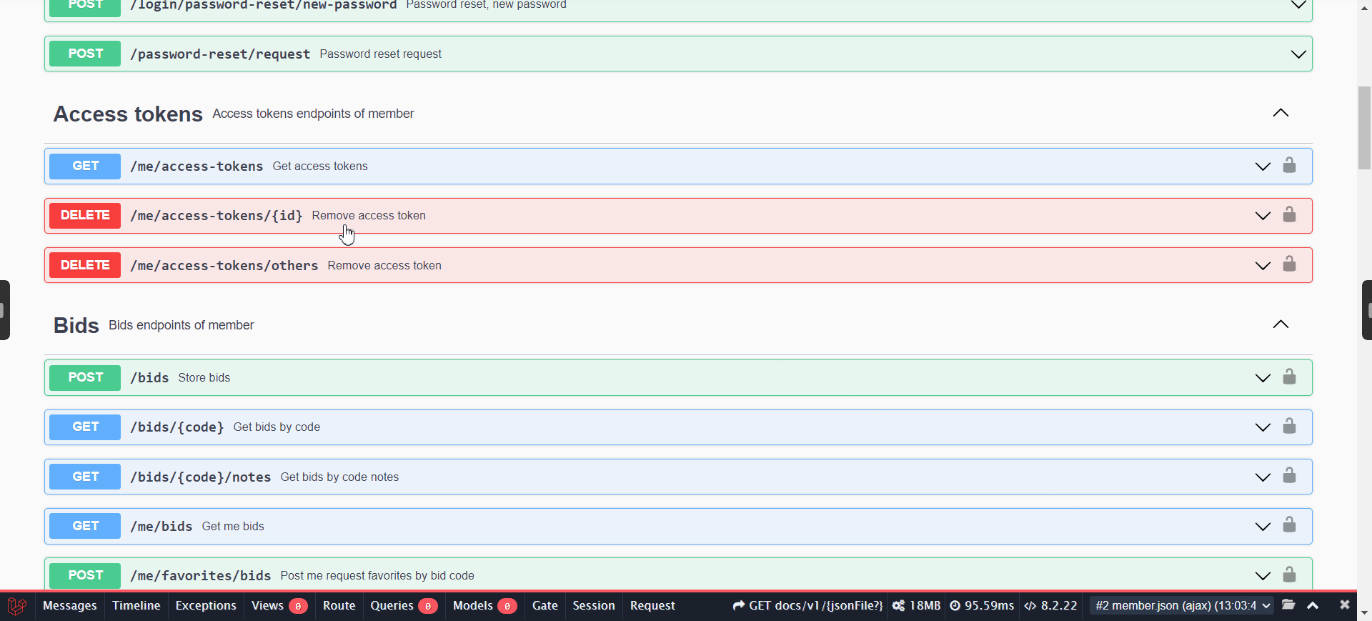 POST /login/password-reset/new-password Password reset, new password
POST /password-reset/request Password reset request
Access tokens Access tokens endpoints of member
GET /me/access-tokens Get access tokens
DELETE /me/access-tokens/{id} Remove access token
DELETE /me/access-tokens/others Remove access token
Bids Bids endpoints of member
POST /bids Store bids
GET /bids/{code} Get bids by code
GET /bids/{code}/notes Get bids by code notes
GET /me/bids Get me bids
POST /me/favorites/bids Post me request favorites by bid code
Messages Timeline Exceptions Views 0 Route Queries 0 Models 0 Gate Session Request GET docs/v1/{jsonFile?} 18MB 95.59ms </> 8.2.22 #2 member.json (ajax) (13:03:4